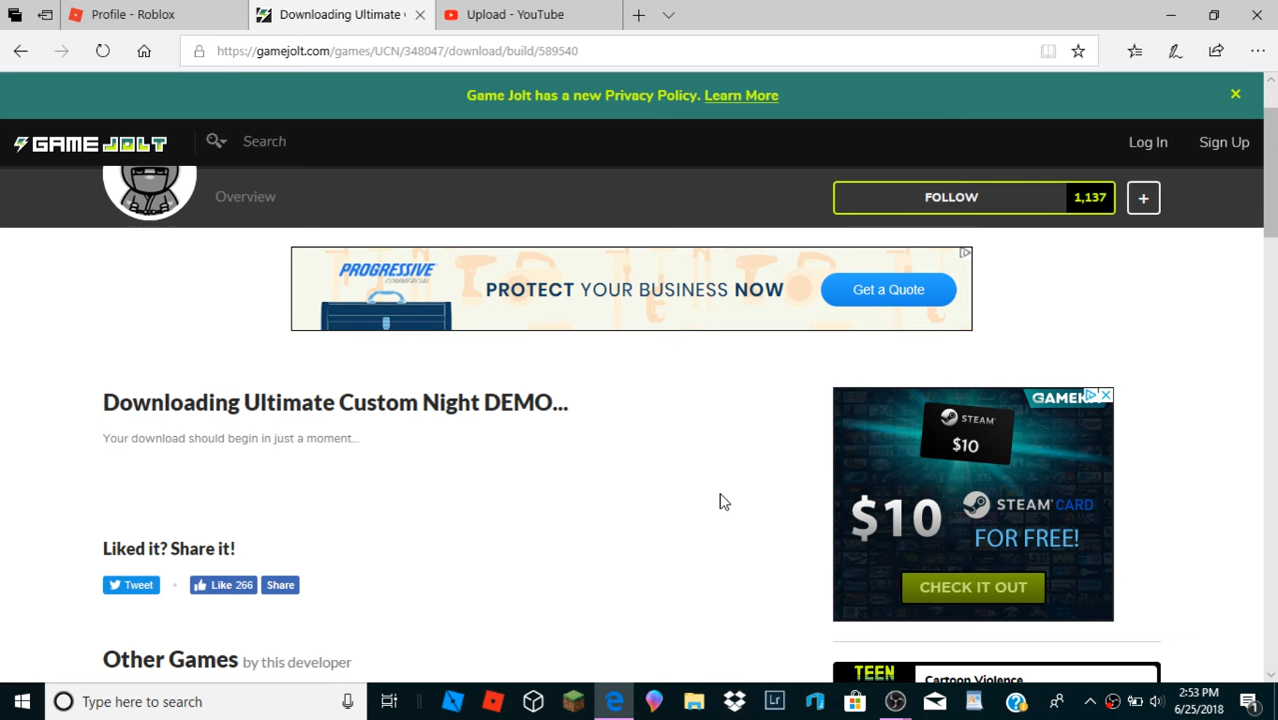 Profile - Roblox
Downloading Ultimate
Upload - YouTube
https://gamejolt.com/games/UCN/348047/download/build/589540
Game Jolt has a new Privacy Policy. Learn More
GAME JOLT
Search
Log In
Sign Up
Overview
FOLLOW
1,137
+
PROGRESSIVE
COMMERCIAL
PROTECT YOUR BUSINESS NOW
Get a Quote
Downloading Ultimate Custom Night DEMO...
Your download should begin in just a moment...
STEAM
$10
$10
STEAM CARD
FOR FREE!
CHECK IT OUT
Liked it? Share it!
Tweet
Like 266
Share
Other Games by this developer
TEEN
Cartoon Violence
Type here to search
Lr
2:53 PM
6/25/2018
1